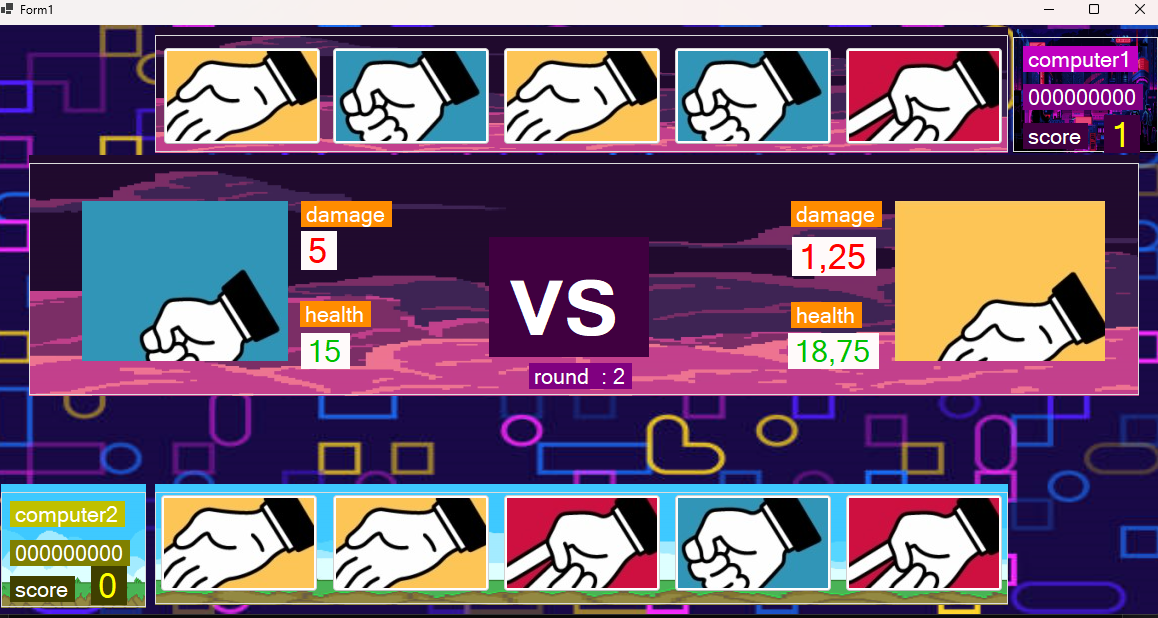 Form1
computer1
000000000
score 1
damage
5
health
15
VS
round : 2
damage
1,25
health
18,75
computer2
000000000
score 0